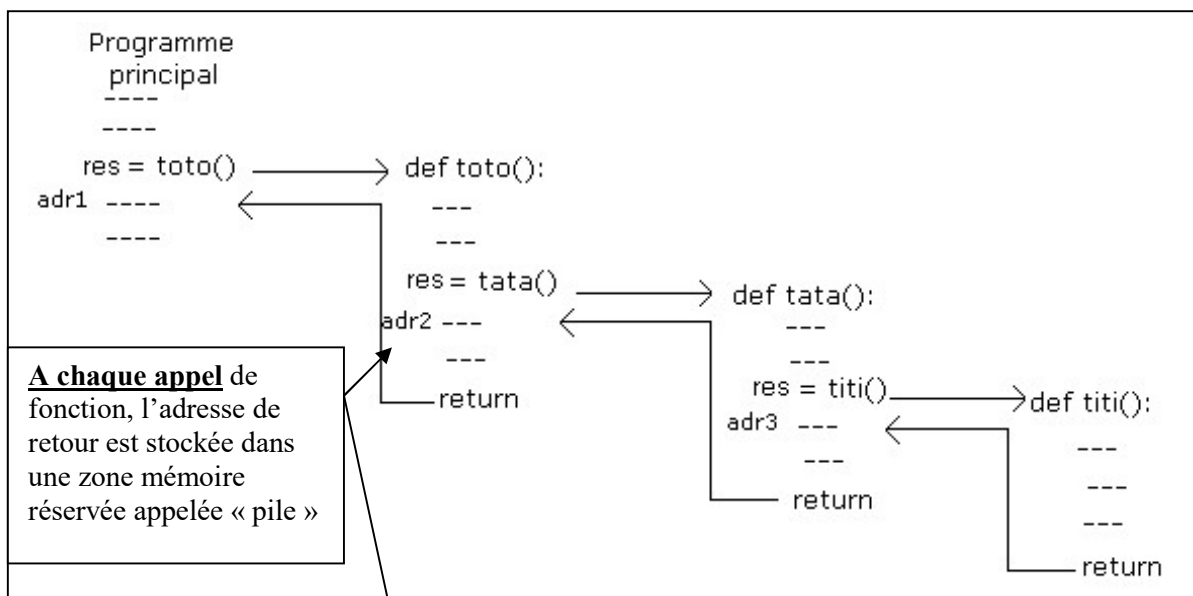 Programme
principal
----
----
res = toto()
adr1 ----
----
def toto():
---
---
res = tata()
adr2 ---
---
return
def tata():
---
---
res = titi()
adr3 ---
---
return
def titi():
---
---
---
return
A chaque appel de
fonction, l’adresse de
retour est stockée dans
une zone mémoire
réservée appelée « pile »